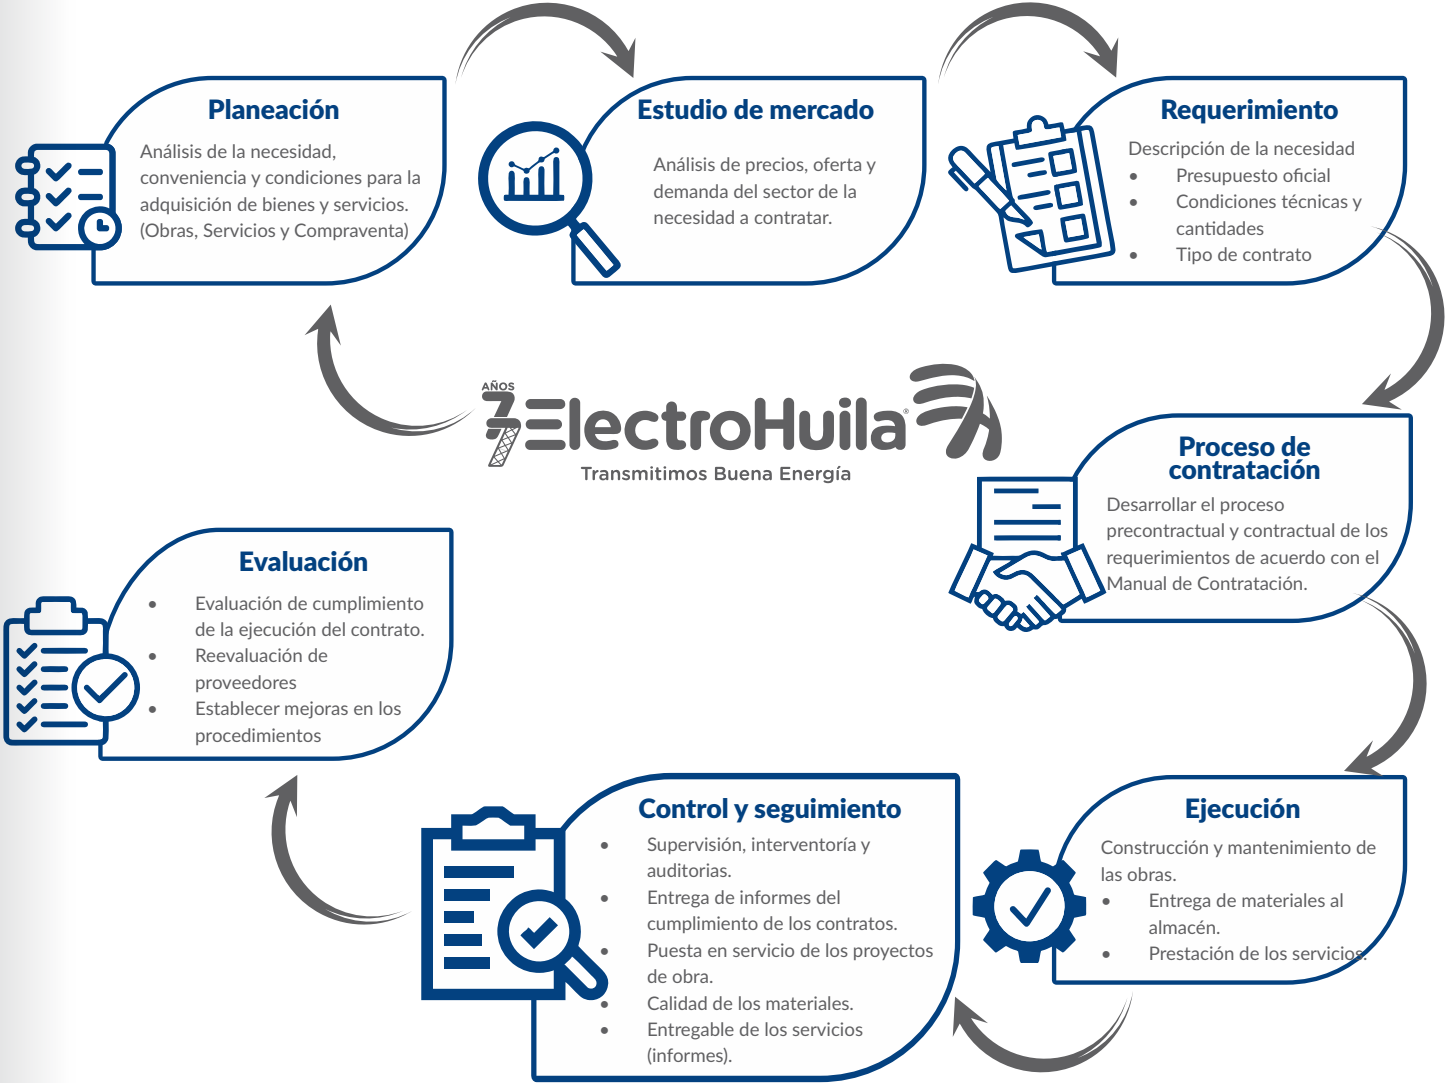 Planeación
Análisis de la necesidad,
conveniencia y condiciones para la
adquisición de bienes y servicios.
(Obras, Servicios y Compraventa)
Estudio de mercado
Análisis de precios, oferta y
demanda del sector de la
necesidad a contratar.
Requerimiento
Descripción de la necesidad
• Presupuesto oficial
• Condiciones técnicas y
cantidades
• Tipo de contrato
AÑOS
77 ElectroHuila®
Transmitimos Buena Energía
Proceso de
contratación
Desarrollar el proceso
precontractual y contractual de los
requerimientos de acuerdo con el
Manual de Contratación.
Ejecución
Construcción y mantenimiento de
las obras.
• Entrega de materiales al
almacén.
• Prestación de los servicios.
Control y seguimiento
• Supervisión, interventoría y
auditorias.
• Entrega de informes del
cumplimiento de los contratos.
• Puesta en servicio de los proyectos
de obra.
• Calidad de los materiales.
• Entregable de los servicios
(informes).
Evaluación
• Evaluación de cumplimiento
de la ejecución del contrato.
• Reevaluación de
proveedores
• Establecer mejoras en los
procedimientos